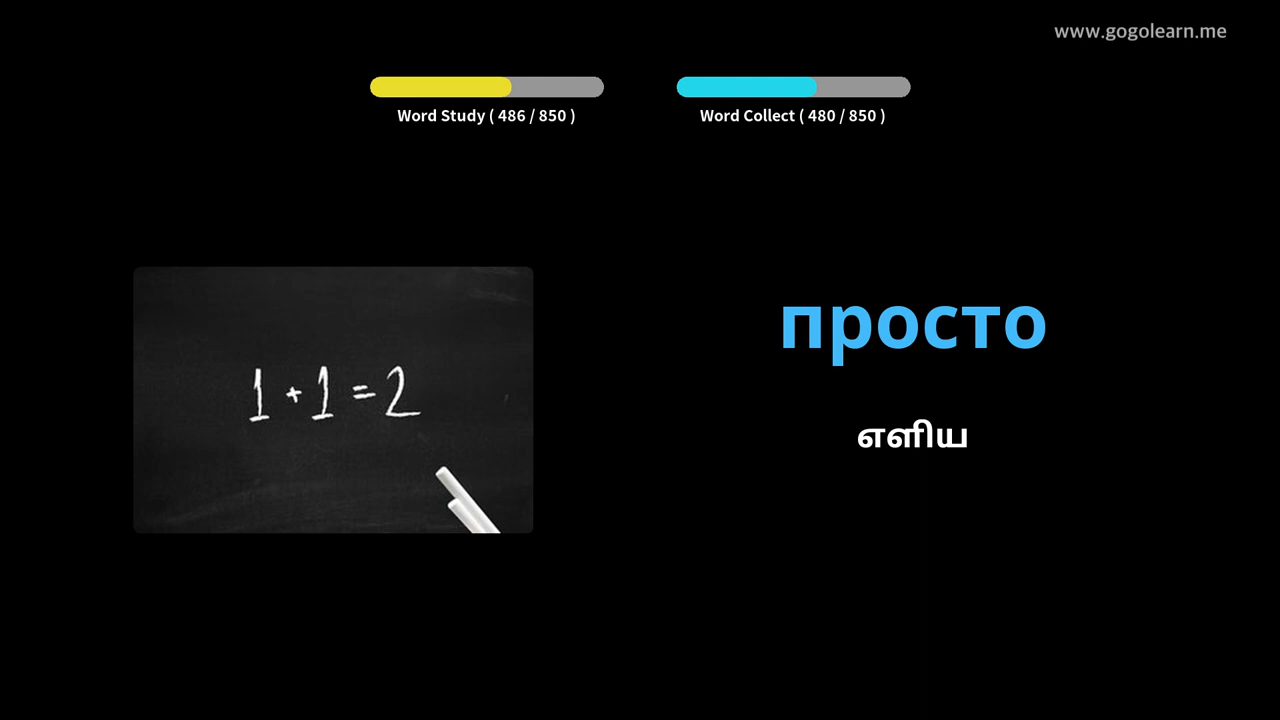 www.gogolearn.me
Word Study ( 486 / 850 )
Word Collect ( 480 / 850 )
1 + 1 = 2
просто
எளிய